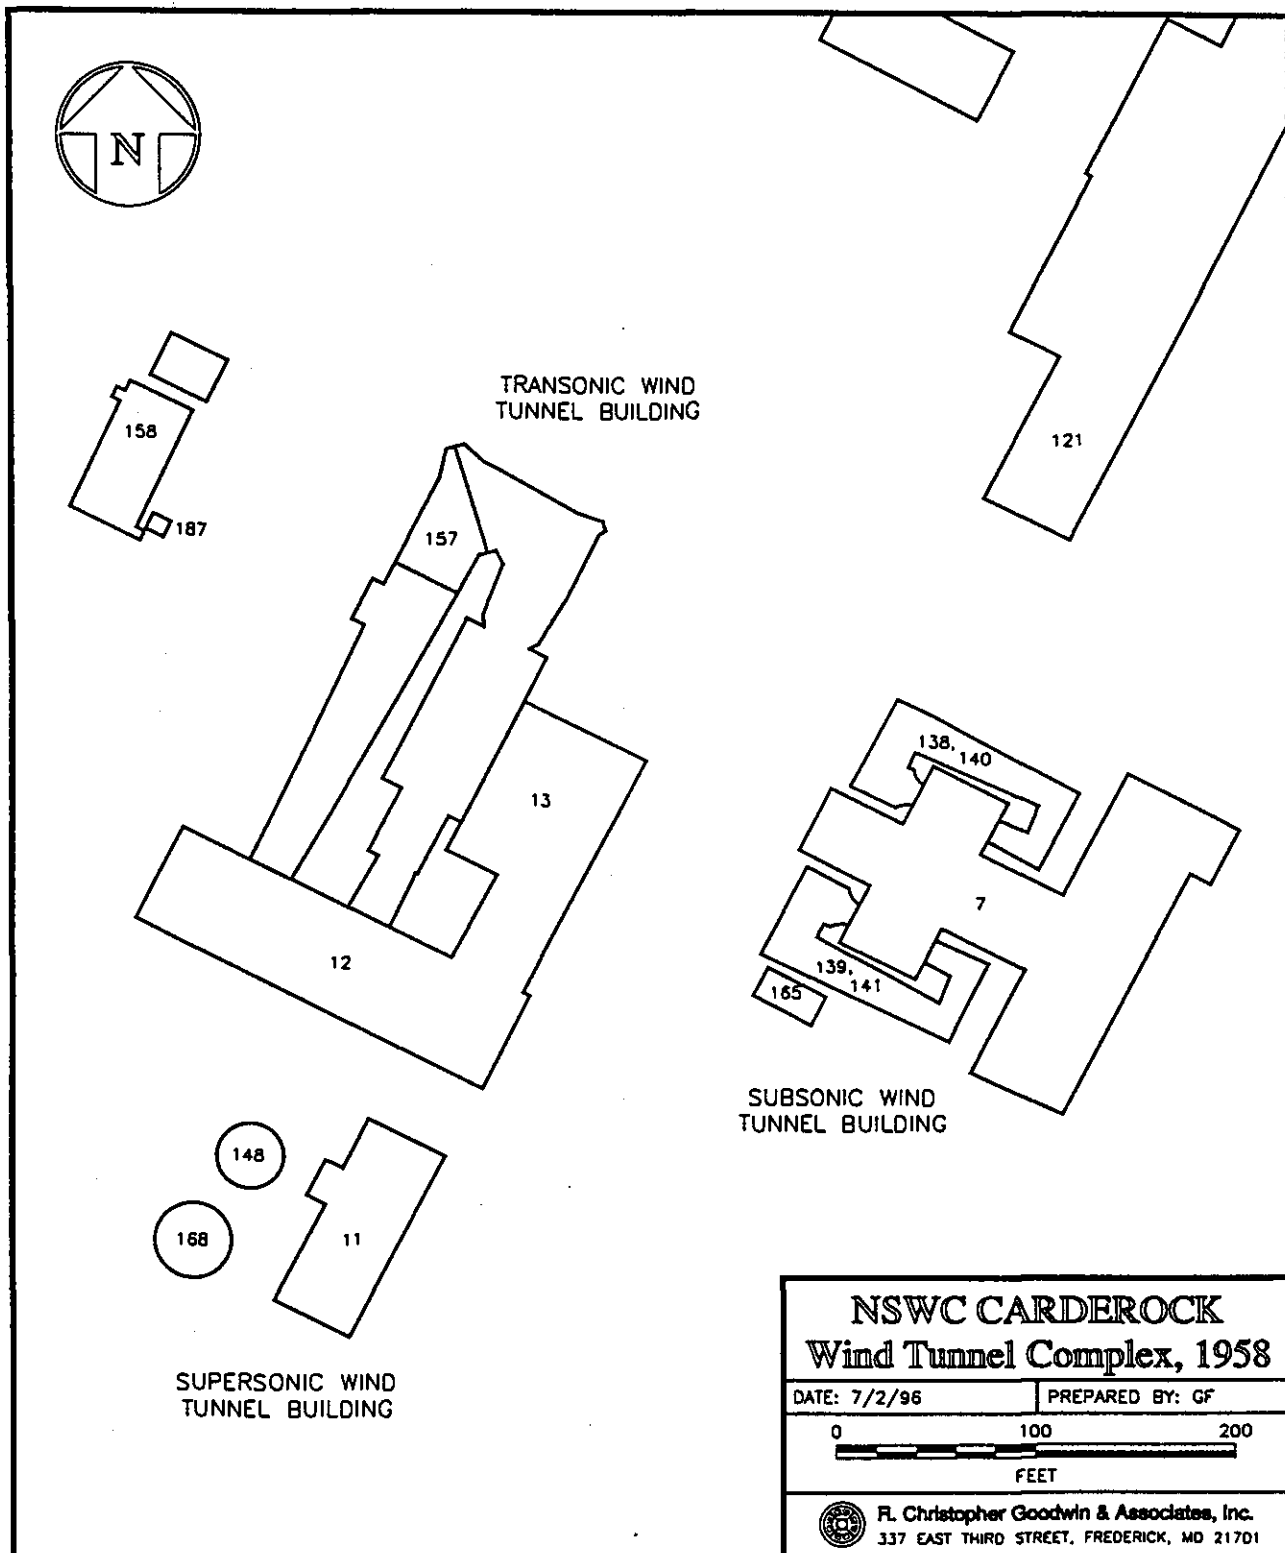 N
TRANSONIC WIND
TUNNEL BUILDING
158
187
157
121
13
138,
140
7
12
139,
141
165
SUBSONIC WIND
TUNNEL BUILDING
148
168
11
SUPERSONIC WIND
TUNNEL BUILDING
NSWC CARDEROCK
Wind Tunnel Complex, 1958
DATE: 7/2/96
PREPARED BY: GF
0 100 200
FEET
R. Christopher Goodwin & Associates, Inc.
337 EAST THIRD STREET, FREDERICK, MD 21701